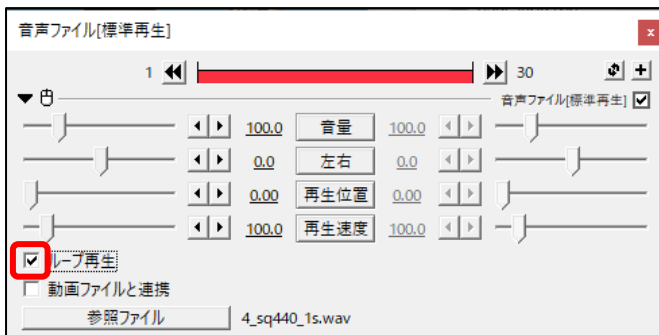 音声ファイル[標準再生]
x
1 30
音声ファイル[標準再生]
100.0 音量 100.0
0.0 左右 0.0
0.00 再生位置 0.00
100.0 再生速度 100.0
ループ再生
動画ファイルと連携
参照ファイル 4_sq440_1s.wav